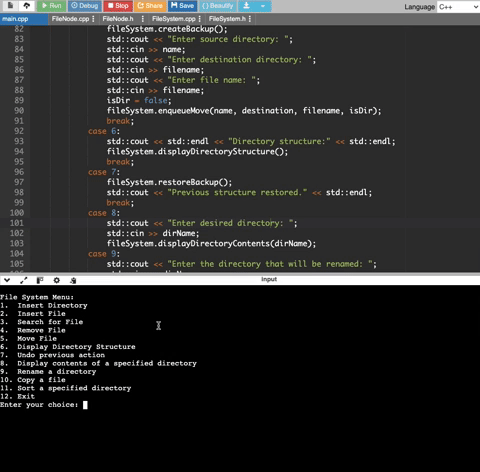 Run Debug Stop Share Save {} Beautify Language C++
main.cpp FileNode.cpp FileNode.h FileSystem.cpp FileSystem.h
82 fileSystem.createBackup();
83 std::cout << "Enter source directory: ";
84 std::cin >> name;
85 std::cout << "Enter destination directory: ";
86 std::cin >> filename;
87 std::cout << "Enter file name: ";
88 std::cin >> filename;
89 isDir = false;
90 fileSystem.enqueueMove(name, destination, filename, isDir);
91 break;
92 case 6:
93 std::cout << std::endl << "Directory structure:" << std::endl;
94 fileSystem.displayDirectoryStructure();
95 break;
96 case 7:
97 fileSystem.restoreBackup();
98 std::cout << "Previous structure restored." << std::endl;
99 break;
100 case 8:
101 std::cout << "Enter desired directory: ";
102 std::cin >> dirName;
103 fileSystem.displayDirectoryContents(dirName);
104 case 9:
105 std::cout << "Enter the directory that will be renamed: ";
input
File System Menu:
1. Insert Directory
2. Insert File
3. Search for File
4. Remove File
5. Move File
6. Display Directory Structure
7. Undo previous action
8. Display contents of a specified directory
9. Rename a directory
10. Copy a file
11. Sort a specified directory
12. Exit
Enter your choice: